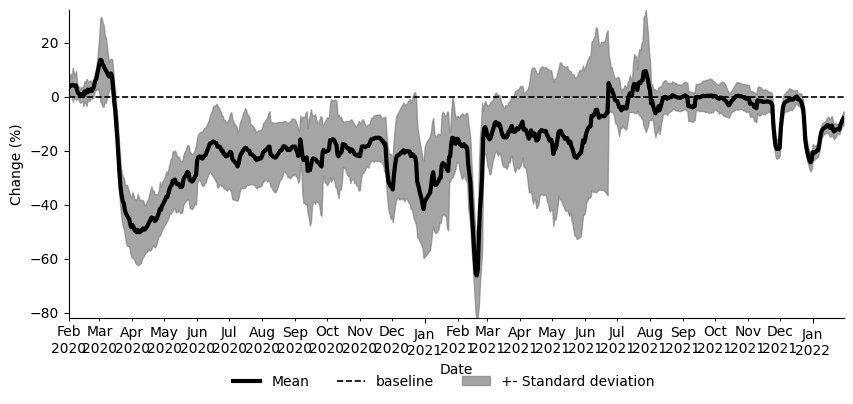 20
0
−20
−40
−60
−80
Change (%)
Feb Mar Apr May Jun Jul Aug Sep Oct Nov Dec Jan Feb Mar Apr May Jun Jul Aug Sep Oct Nov Dec Jan
2020 2020 2020 2020 2020 2020 2020 2020 2020 2020 2020 2021 2021 2021 2021 2021 2021 2021 2021 2021 2021 2021 2021 2022
Date
Mean baseline +- Standard deviation